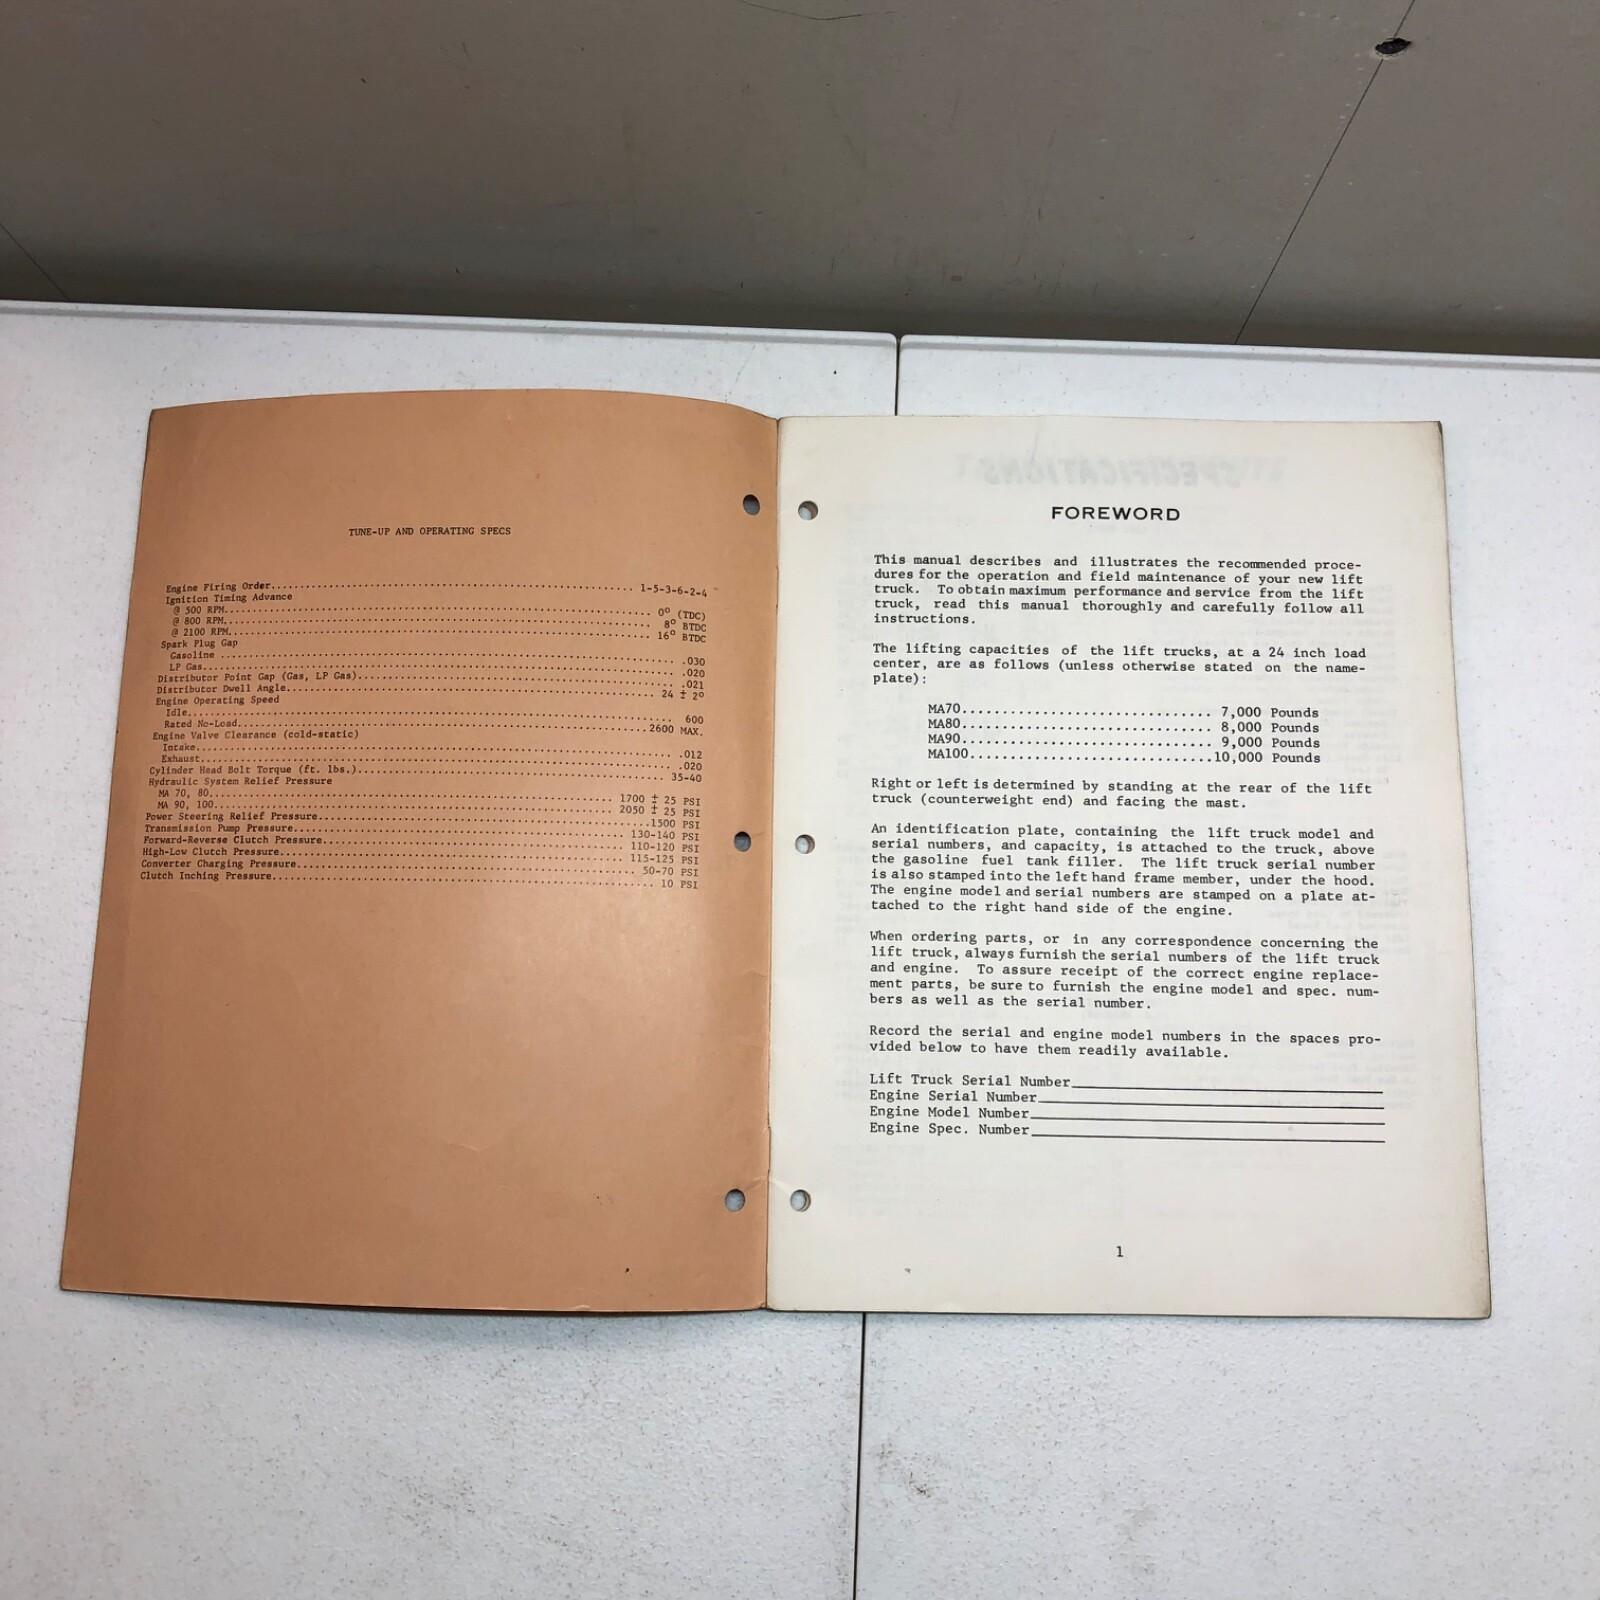 TUNE-UP AND OPERATING SPECS
Engine Firing Order.................... 1-5-3-6-2-4
Ignition Timing Advance
@ 500 RPM.................... 0° (TDC)
@ 800 RPM.................... 8° BTDC
@ 2100 RPM.................... 16° BTDC
Spark Plug Gap
Gasoline .................... .030
LP Gas.................... .020
Distributor Point Gap (Gas, LP Gas).................... .021
Distributor Dwell Angle.................... 24 ± 2°
Engine Operating Speed
Idle.................... 600
Rated No-Load....................2600 MAX.
Engine Valve Clearance (cold-static)
Intake.................... .012
Exhaust.................... .020
Cylinder Head Bolt Torque (ft. lbs.).................... 35-40
Hydraulic System Relief Pressure
MA 70, 80.................... 1700 ± 25 PSI
MA 90, 100.................... 2050 ± 25 PSI
Power Steering Relief Pressure....................1500 PSI
Transmission Pump Pressure.................... 130-140 PSI
Forward-Reverse Clutch Pressure.................... 110-120 PSI
High-Low Clutch Pressure.................... 115-125 PSI
Converter Charging Pressure.................... 50-70 PSI
Clutch Inching Pressure.................... 10 PSI
FOREWORD
This manual describes and illustrates the recommended proce-
dures for the operation and field maintenance of your new lift
truck. To obtain maximum performance and service from the lift
truck, read this manual thoroughly and carefully follow all
instructions.
The lifting capacities of the lift trucks, at a 24 inch load
center, are as follows (unless otherwise stated on the name-
plate):
MA70............................... 7,000 Pounds
MA80............................... 8,000 Pounds
MA90............................... 9,000 Pounds
MA100..............................10,000 Pounds
Right or left is determined by standing at the rear of the lift
truck (counterweight end) and facing the mast.
An identification plate, containing the lift truck model and
serial numbers, and capacity, is attached to the truck, above
the gasoline fuel tank filler. The lift truck serial number
is also stamped into the left hand frame member, under the hood.
The engine model and serial numbers are stamped on a plate at-
tached to the right hand side of the engine.
When ordering parts, or in any correspondence concerning the
lift truck, always furnish the serial numbers of the lift truck
and engine. To assure receipt of the correct engine replace-
ment parts, be sure to furnish the engine model and spec. num-
bers as well as the serial number.
Record the serial and engine model numbers in the spaces pro-
vided below to have them readily available.
Lift Truck Serial Number
Engine Serial Number
Engine Model Number
Engine Spec. Number
1